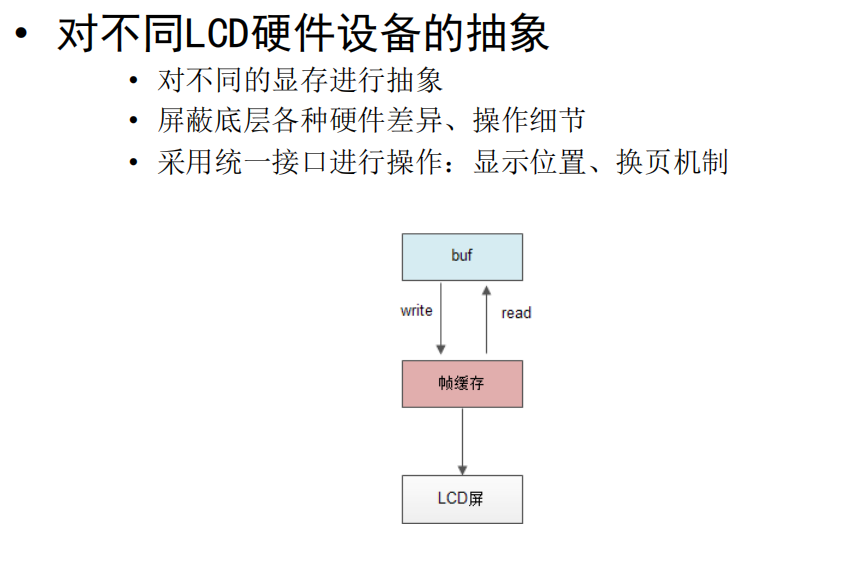 • 对不同LCD硬件设备的抽象
• 对不同的显存进行抽象
• 屏蔽底层各种硬件差异、操作细节
• 采用统一接口进行操作：显示位置、换页机制
buf
write
read
帧缓存
LCD屏